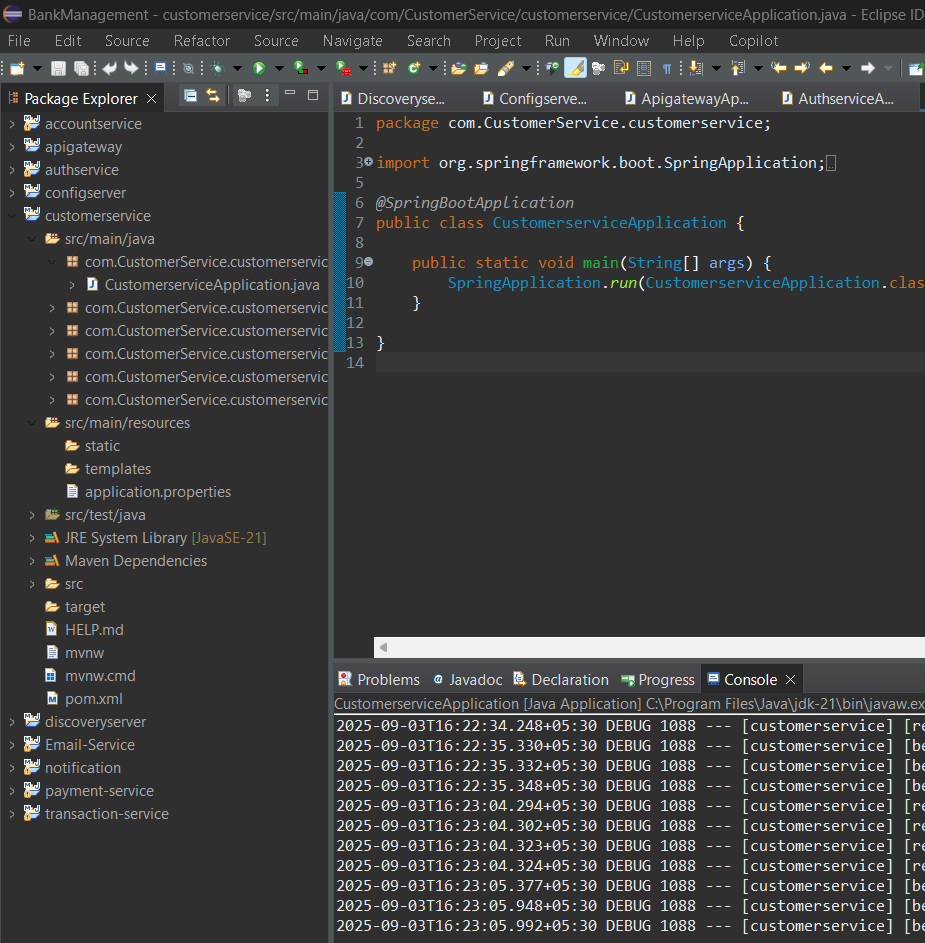 BankManagement - customerservice/src/main/java/com/CustomerService/customerservice/CustomerserviceApplication.java - Eclipse ID
File Edit Source Refactor Source Navigate Search Project Run Window Help Copilot
Package Explorer
Discoveryse... Configserve... ApigatewayAp... AuthserviceA...
accountservice
apigateway
authservice
configserver
customerservice
src/main/java
com.CustomerService.customerservic
CustomerserviceApplication.java
com.CustomerService.customerservic
com.CustomerService.customerservic
com.CustomerService.customerservic
com.CustomerService.customerservic
com.CustomerService.customerservic
src/main/resources
static
templates
application.properties
src/test/java
JRE System Library [JavaSE-21]
Maven Dependencies
src
target
HELP.md
mvnw
mvnw.cmd
pom.xml
discoveryserver
Email-Service
notification
payment-service
transaction-service
1 package com.CustomerService.customerservice;
2
3 import org.springframework.boot.SpringApplication;
5
6 @SpringBootApplication
7 public class CustomerserviceApplication {
8
9 public static void main(String[] args) {
10 SpringApplication.run(CustomerserviceApplication.clas
11 }
12
13 }
14
Problems Javadoc Declaration Progress Console
CustomerserviceApplication [Java Application] C:\Program Files\Java\jdk-21\bin\javaw.ex
2025-09-03T16:22:34.248+05:30 DEBUG 1088 --- [customerservice] [re
2025-09-03T16:22:35.330+05:30 DEBUG 1088 --- [customerservice] [be
2025-09-03T16:22:35.332+05:30 DEBUG 1088 --- [customerservice] [be
2025-09-03T16:22:35.348+05:30 DEBUG 1088 --- [customerservice] [be
2025-09-03T16:23:04.294+05:30 DEBUG 1088 --- [customerservice] [re
2025-09-03T16:23:04.302+05:30 DEBUG 1088 --- [customerservice] [re
2025-09-03T16:23:04.323+05:30 DEBUG 1088 --- [customerservice] [re
2025-09-03T16:23:04.324+05:30 DEBUG 1088 --- [customerservice] [re
2025-09-03T16:23:05.377+05:30 DEBUG 1088 --- [customerservice] [be
2025-09-03T16:23:05.948+05:30 DEBUG 1088 --- [customerservice] [be
2025-09-03T16:23:05.992+05:30 DEBUG 1088 --- [customerservice] [be